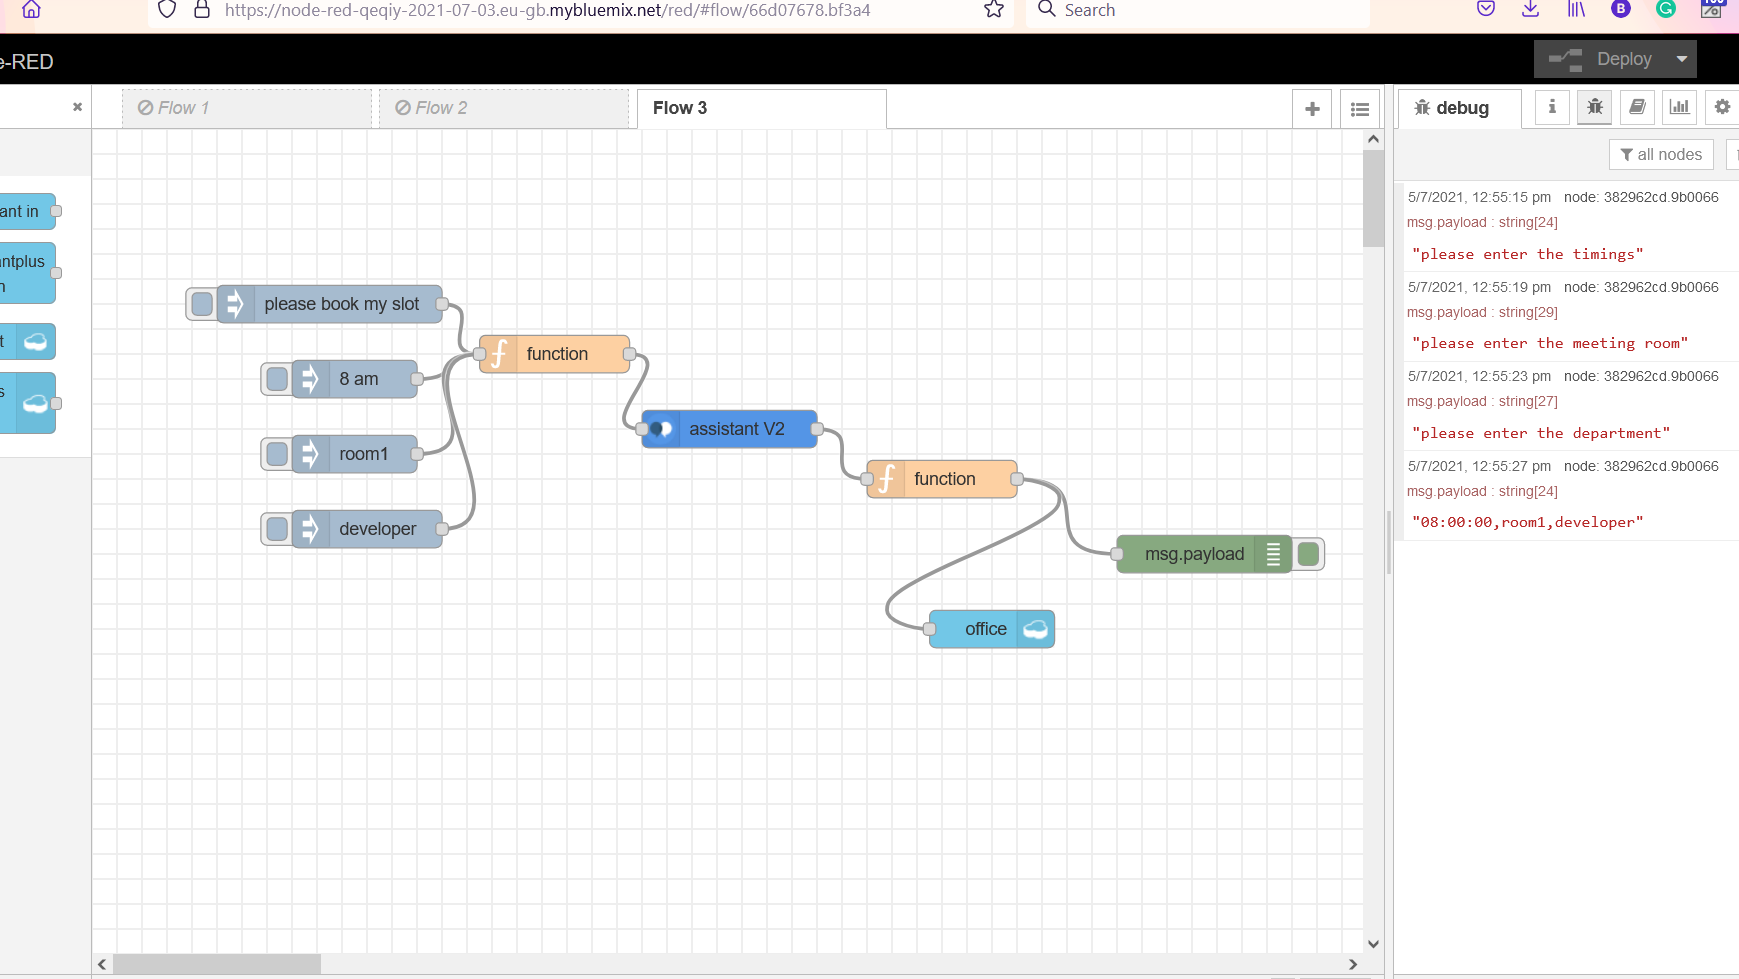 https://node-red-qeqiy-2021-07-03.eu-gb.mybluemix.net/red/#flow/66d07678.bf3a4
Search
B
G
e-RED
Deploy
Flow 1
Flow 2
Flow 3
debug
all nodes
ant in
ntplus
n
t
s
please book my slot
8 am
room1
developer
function
assistant V2
function
msg.payload
office
5/7/2021, 12:55:15 pm node: 382962cd.9b0066
msg.payload : string[24]
"please enter the timings"
5/7/2021, 12:55:19 pm node: 382962cd.9b0066
msg.payload : string[29]
"please enter the meeting room"
5/7/2021, 12:55:23 pm node: 382962cd.9b0066
msg.payload : string[27]
"please enter the department"
5/7/2021, 12:55:27 pm node: 382962cd.9b0066
msg.payload : string[24]
"08:00:00,room1,developer"